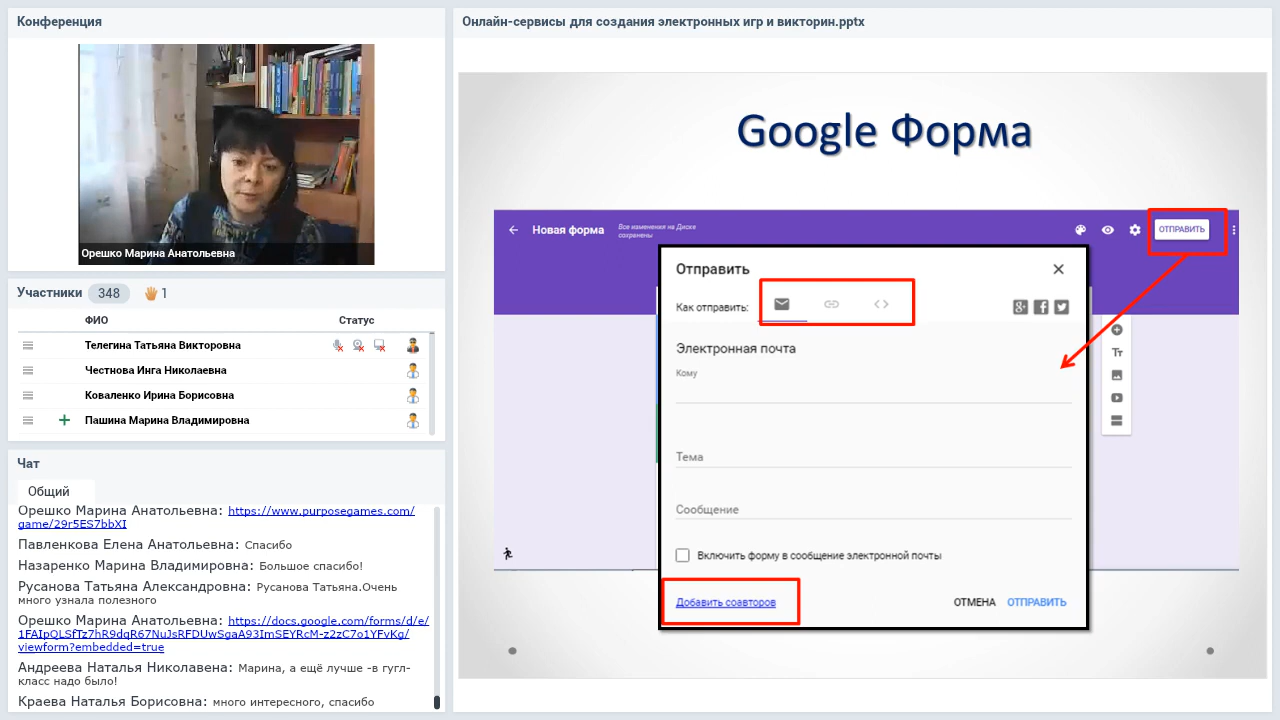 Конференция
Орешко Марина Анатольевна
Участники 348 1
ФИО Статус
Телегина Татьяна Викторовна
Честнова Инга Николаевна
Коваленко Ирина Борисовна
Пашина Марина Владимировна
Чат
Общий
Орешко Марина Анатольевна: https://www.purposegames.com/
game/29r5ES7bbXI
Павленкова Елена Анатольевна: Спасибо
Назаренко Марина Владимировна: Большое спасибо!
Русанова Татьяна Александровна: Русанова Татьяна.Очень
много узнала полезного
Орешко Марина Анатольевна: https://docs.google.com/forms/d/e/
1FAIpQLSfTz7hR9dqR67NuJsRFDUwSgaA93ImSEYRcM-z2zC7o1YFvKg/
viewform?embedded=true
Андреева Наталья Николавена: Марина, а ещё лучше -в гугл-
класс надо было!
Краева Наталья Борисовна: много интересного, спасибо
Онлайн-сервисы для создания электронных игр и викторин.pptx
Google Форма
Новая форма
Все изменения на Диске
сохранены
ОТПРАВИТЬ
Отправить
Как отправить:
Электронная почта
Кому
Тема
Сообщение
Включить форму в сообщение электронной почты
Добавить соавторов
ОТМЕНА ОТПРАВИТЬ